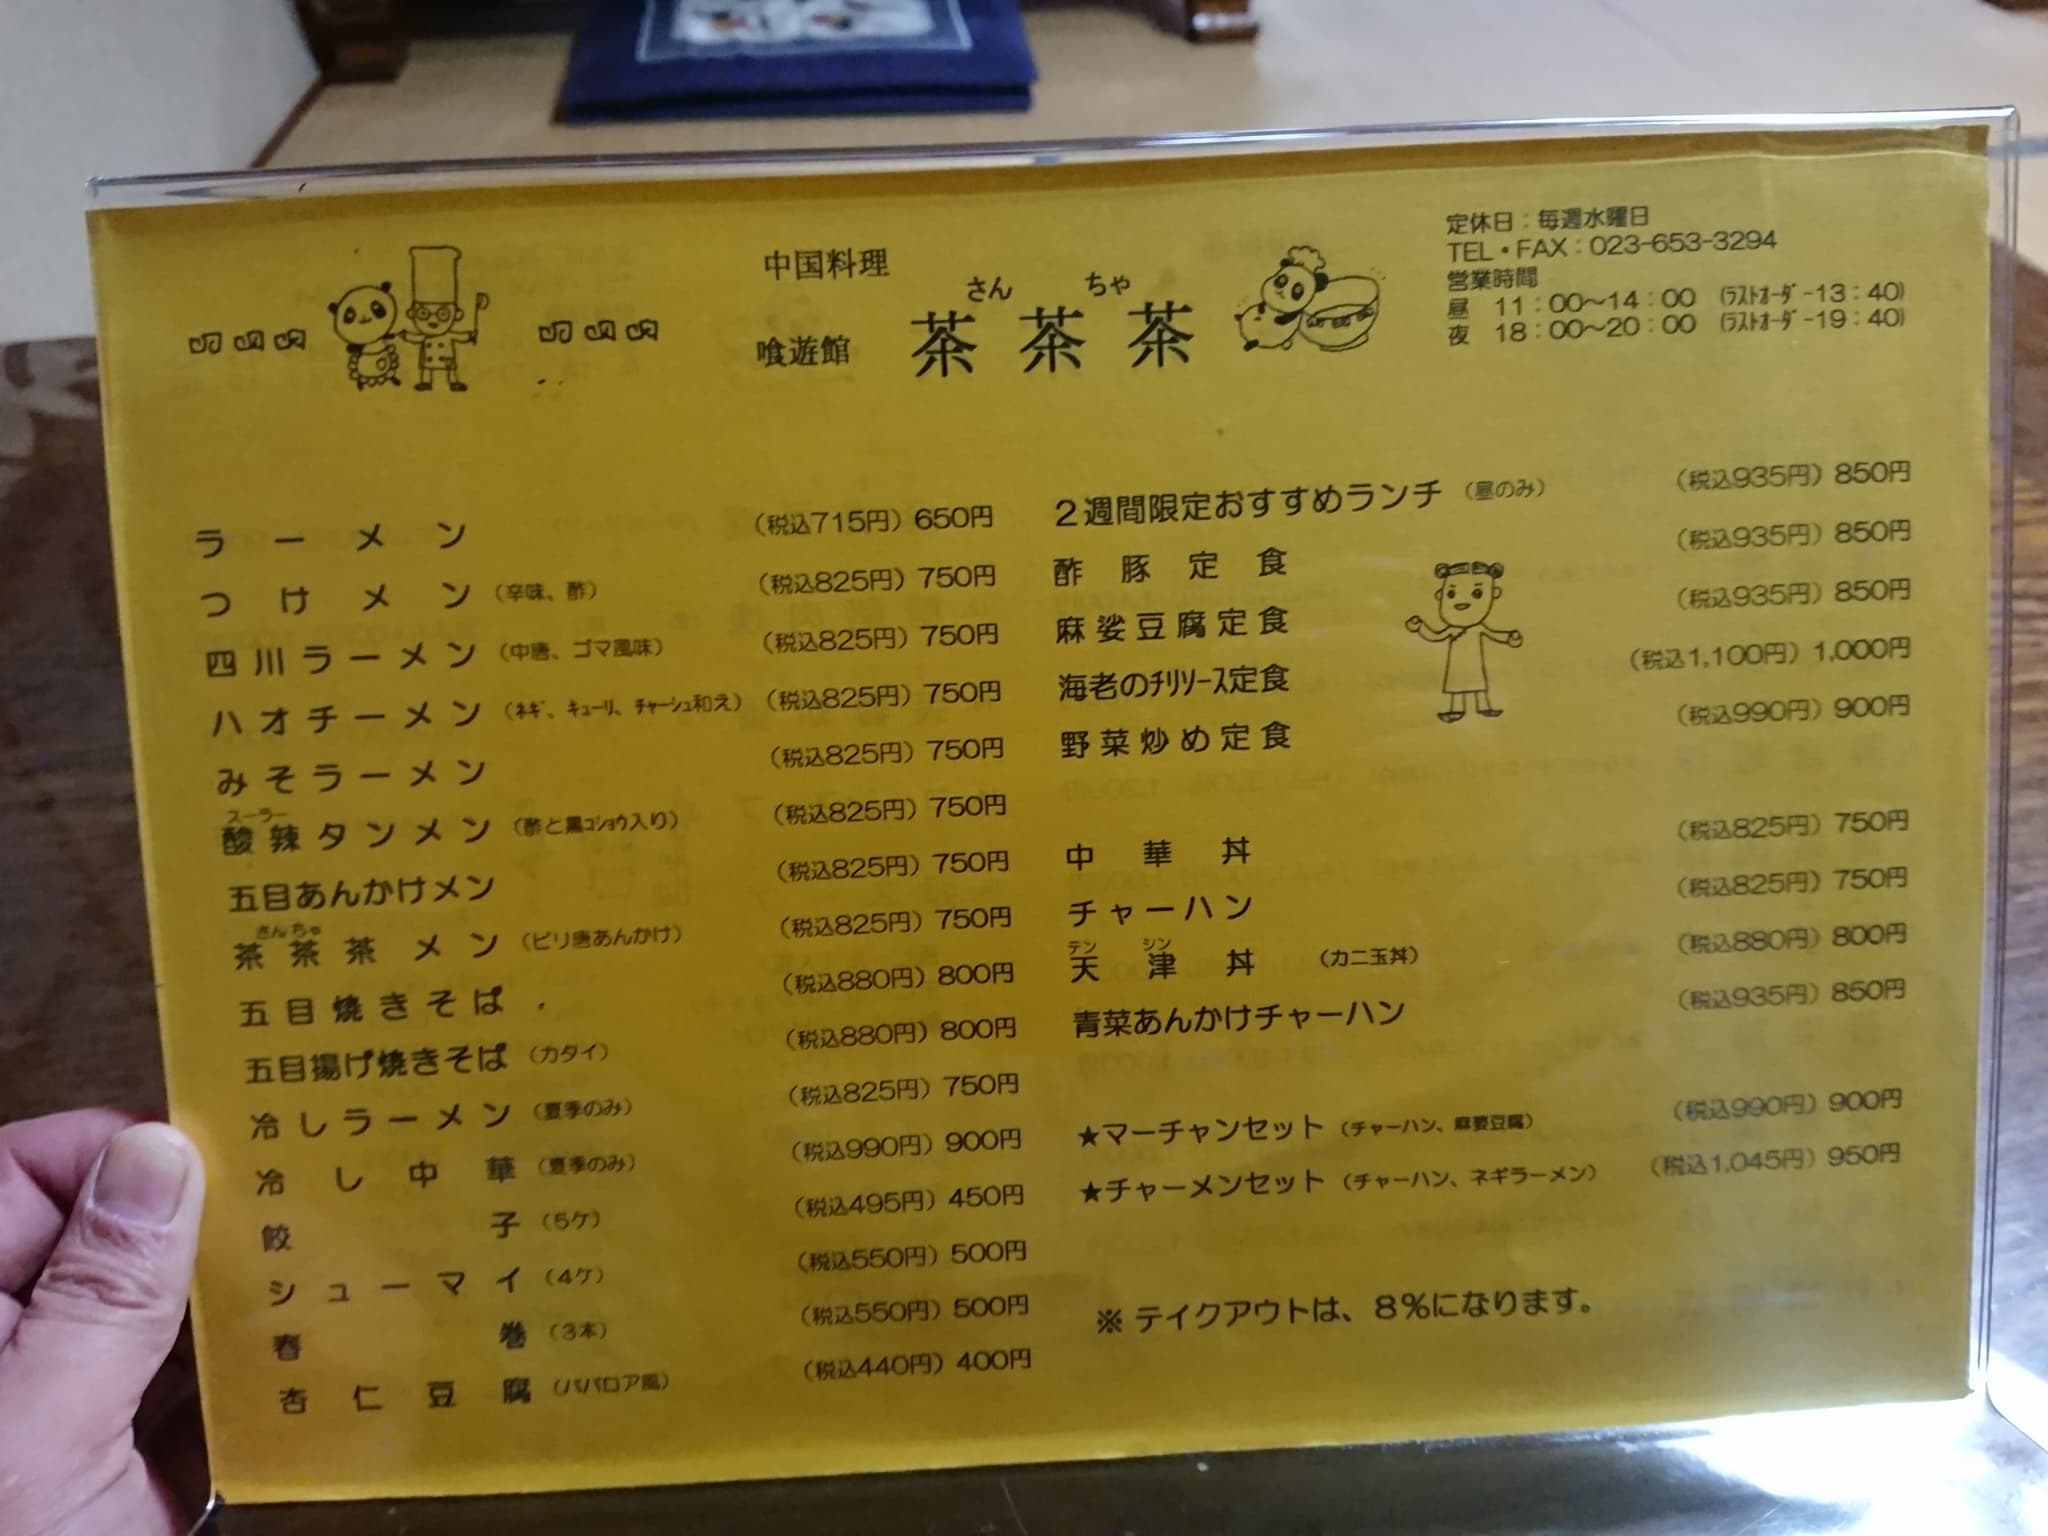 中国料理
喰遊館
さん ちゃ
茶茶茶
定休日：毎週水曜日
TEL・FAX：023-653-3294
営業時間
昼 11：00～14：00 （ﾗｽﾄｵｰﾀﾞｰ13：40）
夜 18：00～20：00 （ﾗｽﾄｵｰﾀﾞｰ19：40）
ラーメン （税込715円）650円
つけメン （辛味、酢） （税込825円）750円
四川ラーメン （中唐、ゴマ風味） （税込825円）750円
ハオチーメン （ﾈｷﾞ、ｷｭｰﾘ、ﾁｬｰｼｭ和え） （税込825円）750円
みそラーメン （税込825円）750円
スーラー
酸辣タンメン （酢と黒ｺｼｮｳ入り） （税込825円）750円
五目あんかけメン （税込825円）750円
さんちゃ
茶茶茶メン （ピリ唐あんかけ） （税込825円）750円
五目焼きそば （税込880円）800円
五目揚げ焼きそば （カタイ） （税込880円）800円
冷しラーメン （夏季のみ） （税込825円）750円
冷し中華 （夏季のみ） （税込990円）900円
餃子 （5ケ） （税込495円）450円
シューマイ （4ケ） （税込550円）500円
春巻 （3本） （税込550円）500円
杏仁豆腐 （ババロア風） （税込440円）400円
２週間限定おすすめランチ （昼のみ） （税込935円）850円
酢豚定食 （税込935円）850円
麻婆豆腐定食 （税込935円）850円
海老のﾁﾘｿｰｽ定食 （税込1,100円）1,000円
野菜炒め定食 （税込990円）900円
中華丼 （税込825円）750円
チャーハン （税込825円）750円
テン シン
天津丼 （カニ玉丼） （税込880円）800円
青菜あんかけチャーハン （税込935円）850円
★マーチャンセット （チャーハン、麻婆豆腐） （税込990円）900円
★チャーメンセット （チャーハン、ネギラーメン） （税込1,045円）950円
※ テイクアウトは、８％になります。